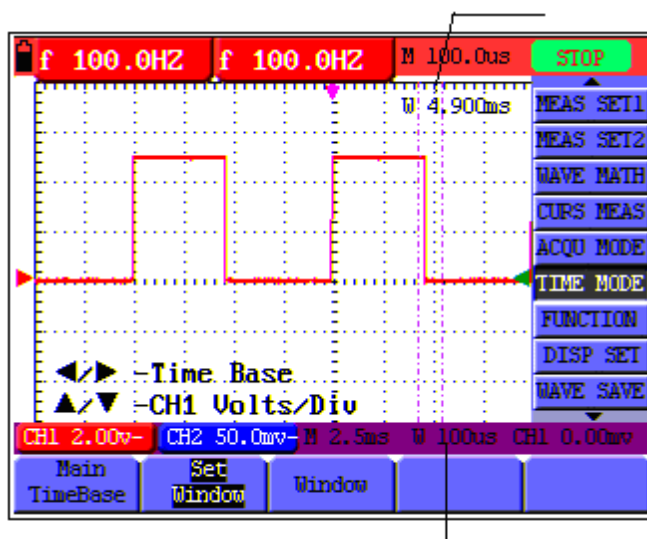 f 100.0HZ f 100.0HZ M 100.0us STOP
W 4.900ms
MEAS SET1
MEAS SET2
WAVE MATH
CURS MEAS
ACQU MODE
TIME MODE
FUNCTION
DISP SET
WAVE SAVE
◀/▶ -Time Base
▲/▼ -CH1 Volts/Div
CH1 2.00v- CH2 50.0mv- M 2.5ms W 100us CH1 0.00mv
Main TimeBase
Set Window
Window